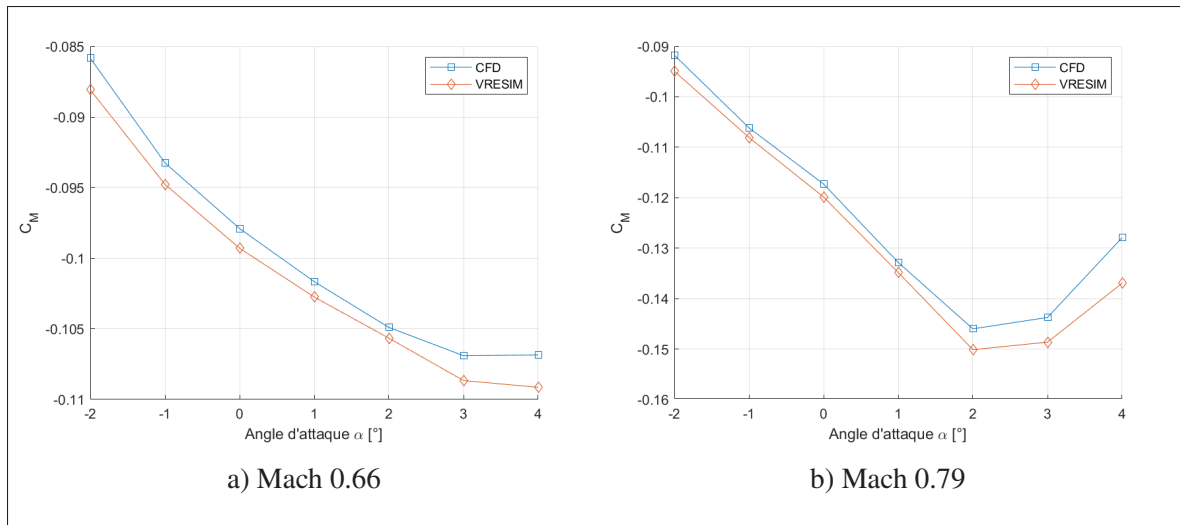 -0.085
-0.09
-0.095
-0.1
-0.105
-0.11
C_M
-2 -1 0 1 2 3 4
Angle d'attaque α [°]
CFD
VRESIM
a) Mach 0.66
-0.09
-0.1
-0.11
-0.12
-0.13
-0.14
-0.15
-0.16
C_M
-2 -1 0 1 2 3 4
Angle d'attaque α [°]
CFD
VRESIM
b) Mach 0.79